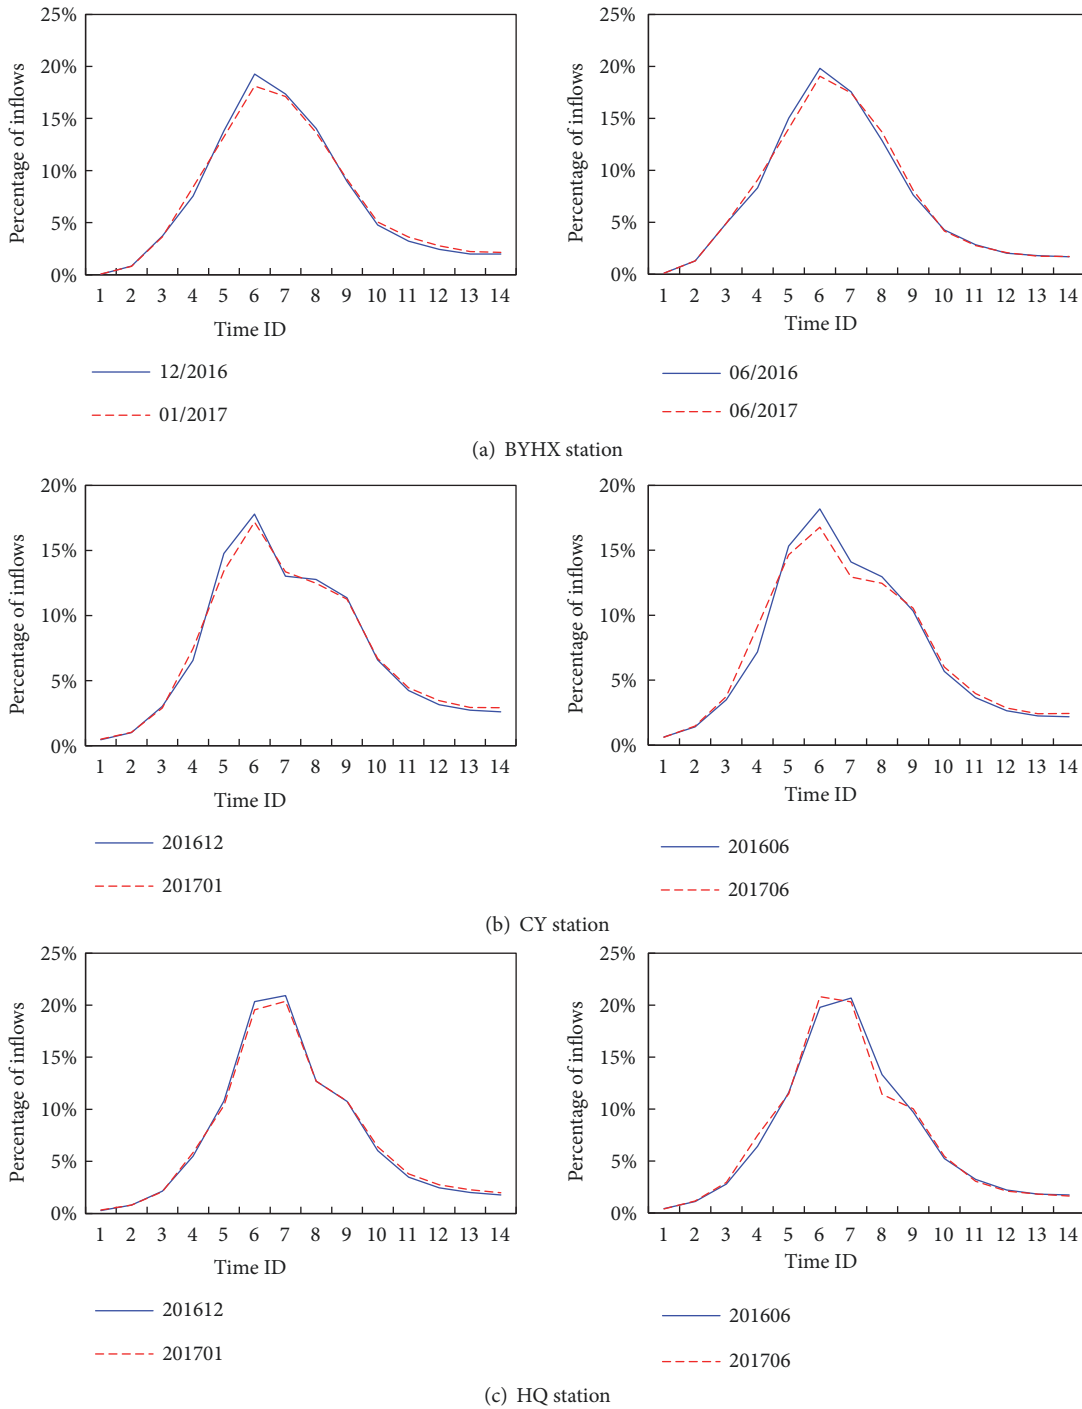 25%
20%
15%
10%
5%
0%
Percentage of inflows
1 2 3 4 5 6 7 8 9 10 11 12 13 14
Time ID
12/2016
01/2017
25%
20%
15%
10%
5%
0%
Percentage of inflows
1 2 3 4 5 6 7 8 9 10 11 12 13 14
Time ID
06/2016
06/2017
(a) BYHX station
20%
15%
10%
5%
0%
Percentage of inflows
1 2 3 4 5 6 7 8 9 10 11 12 13 14
Time ID
201612
201701
20%
15%
10%
5%
0%
Percentage of inflows
1 2 3 4 5 6 7 8 9 10 11 12 13 14
Time ID
201606
201706
(b) CY station
25%
20%
15%
10%
5%
0%
Percentage of inflows
1 2 3 4 5 6 7 8 9 10 11 12 13 14
Time ID
201612
201701
25%
20%
15%
10%
5%
0%
Percentage of inflows
1 2 3 4 5 6 7 8 9 10 11 12 13 14
Time ID
201606
201706
(c) HQ station